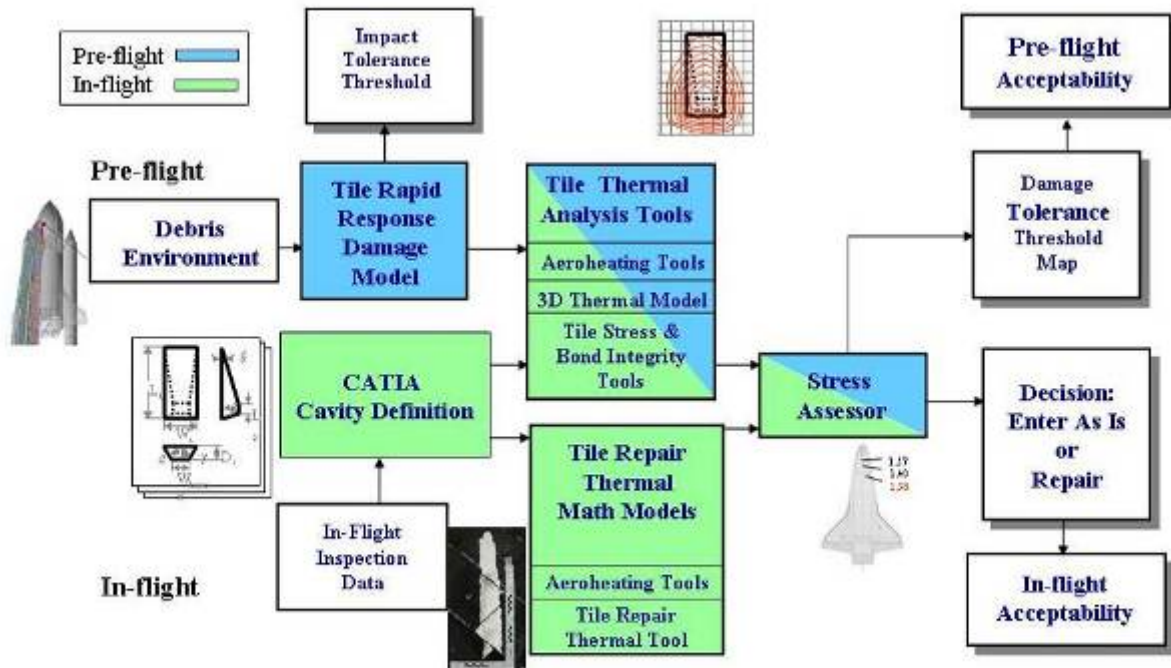 Pre-flight
In-flight
Impact
Tolerance
Threshold
Pre-flight
Acceptability
Pre-flight
Debris
Environment
Tile Rapid
Response
Damage
Model
Tile Thermal
Analysis Tools
Aeroheating Tools
3D Thermal Model
Tile Stress &
Bond Integrity
Tools
Damage
Tolerance
Threshold
Map
CATIA
Cavity Definition
Stress
Assessor
Decision:
Enter As Is
or
Repair
Tile Repair
Thermal
Math Models
Aeroheating Tools
Tile Repair
Thermal Tool
In-Flight
Inspection
Data
In-flight
In-flight
Acceptability